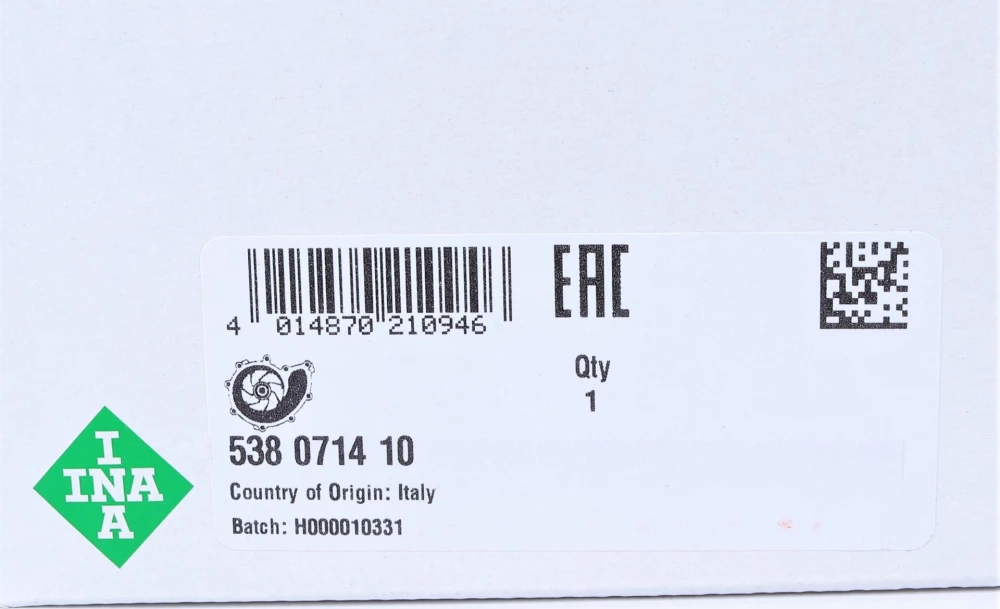 4 014870 210946
EAC
Qty
1
538 0714 10
Country of Origin: Italy
Batch: H000010331
I
INA
A